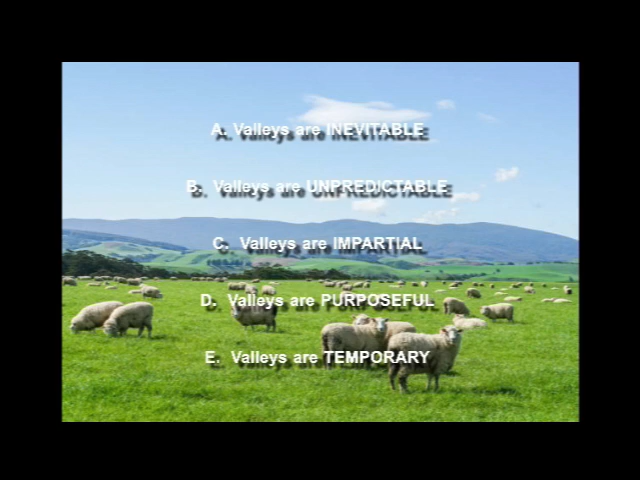 A. Valleys are INEVITABLE
B. Valleys are UNPREDICTABLE
C. Valleys are IMPARTIAL
D. Valleys are PURPOSEFUL
E. Valleys are TEMPORARY